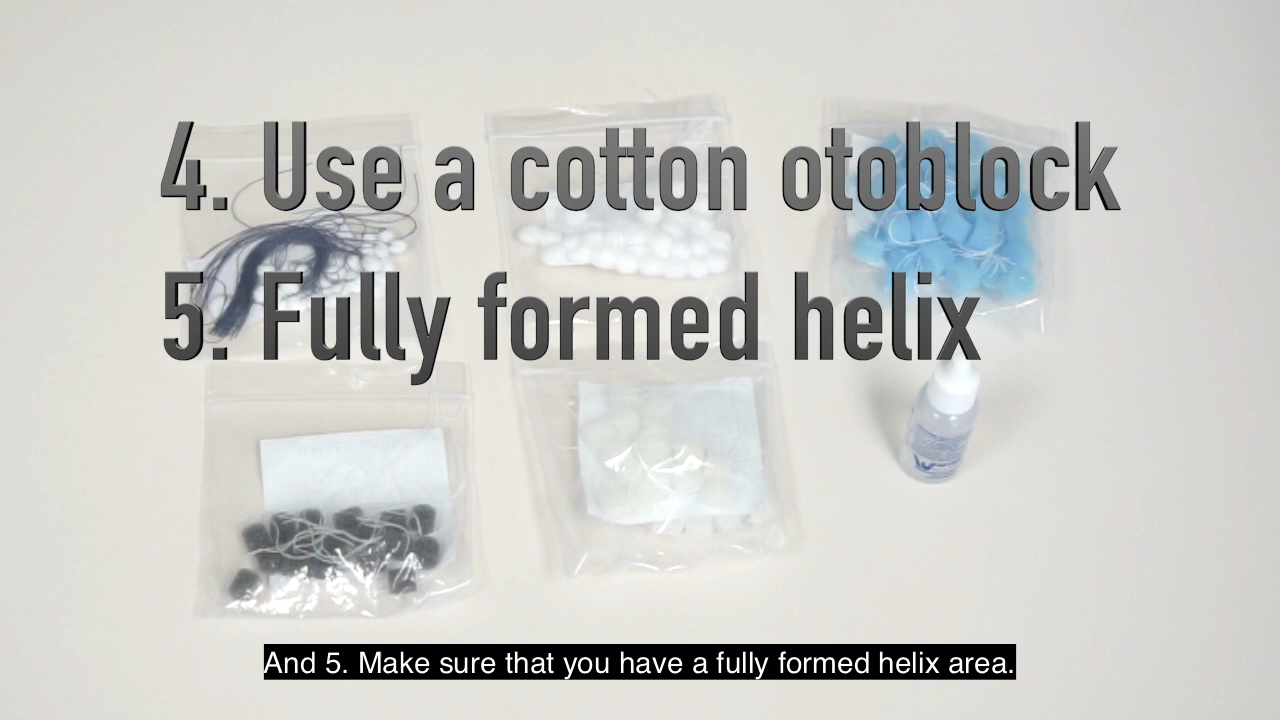 4. Use a cotton otoblock
5. Fully formed helix
And 5. Make sure that you have a fully formed helix area.